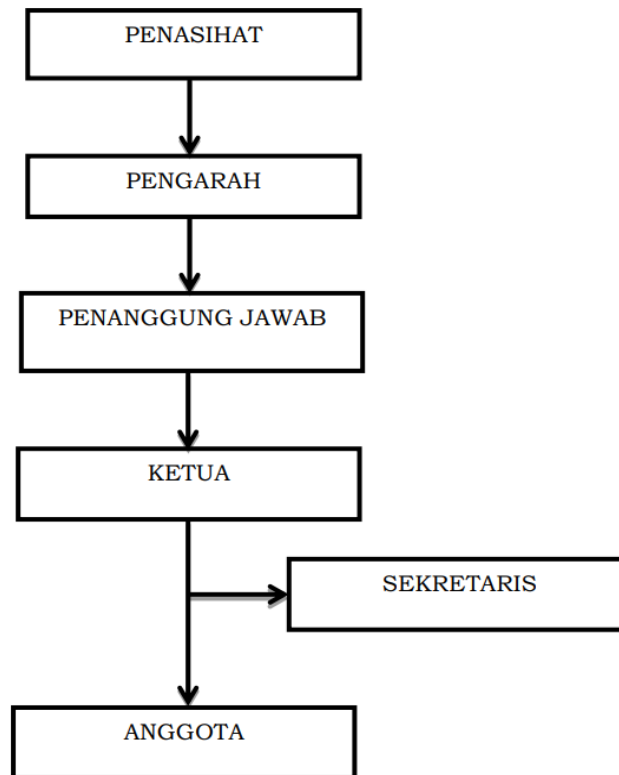 PENASIHAT
PENGARAH
PENANGGUNG JAWAB
KETUA
SEKRETARIS
ANGGOTA